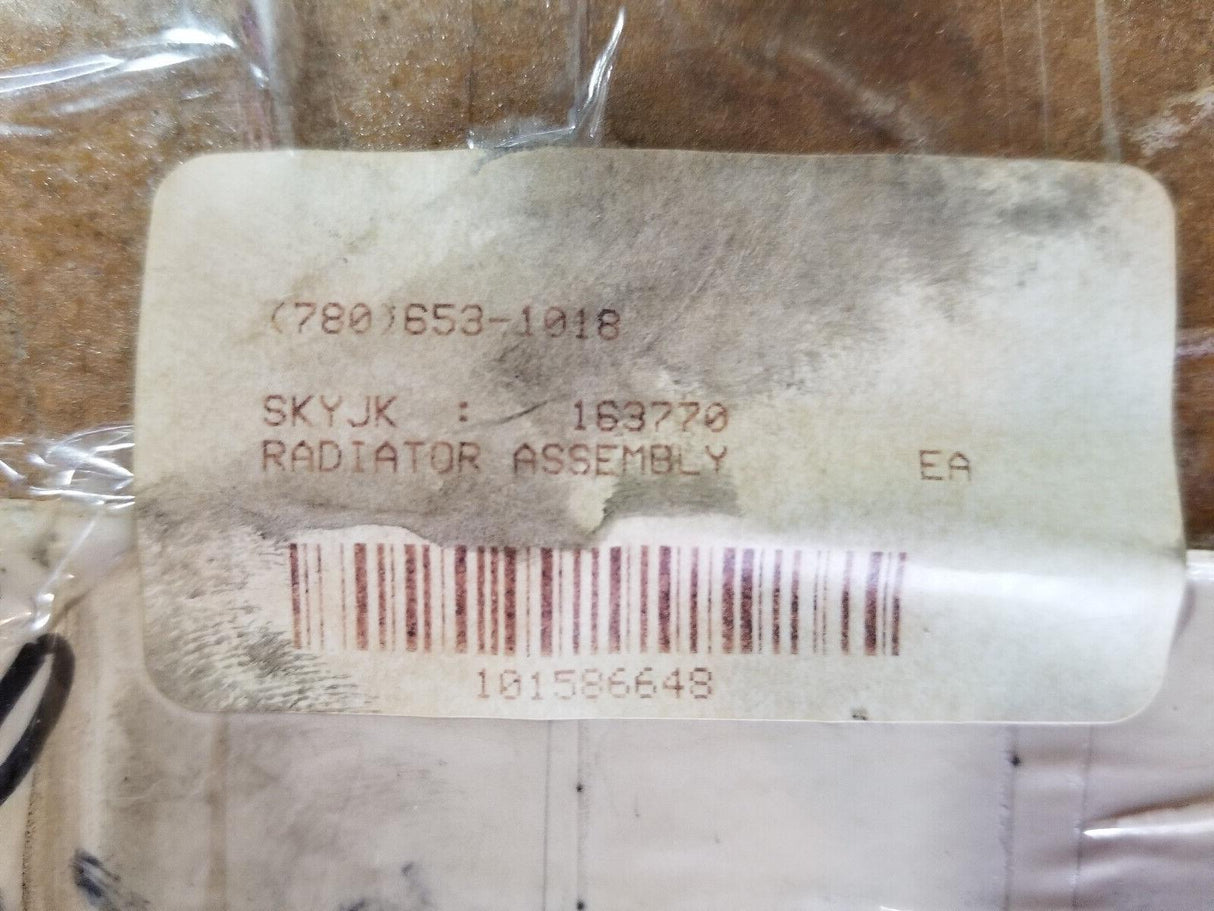 (780)653-1018
SKYJK : 163770
RADIATOR ASSEMBLY EA
101586648